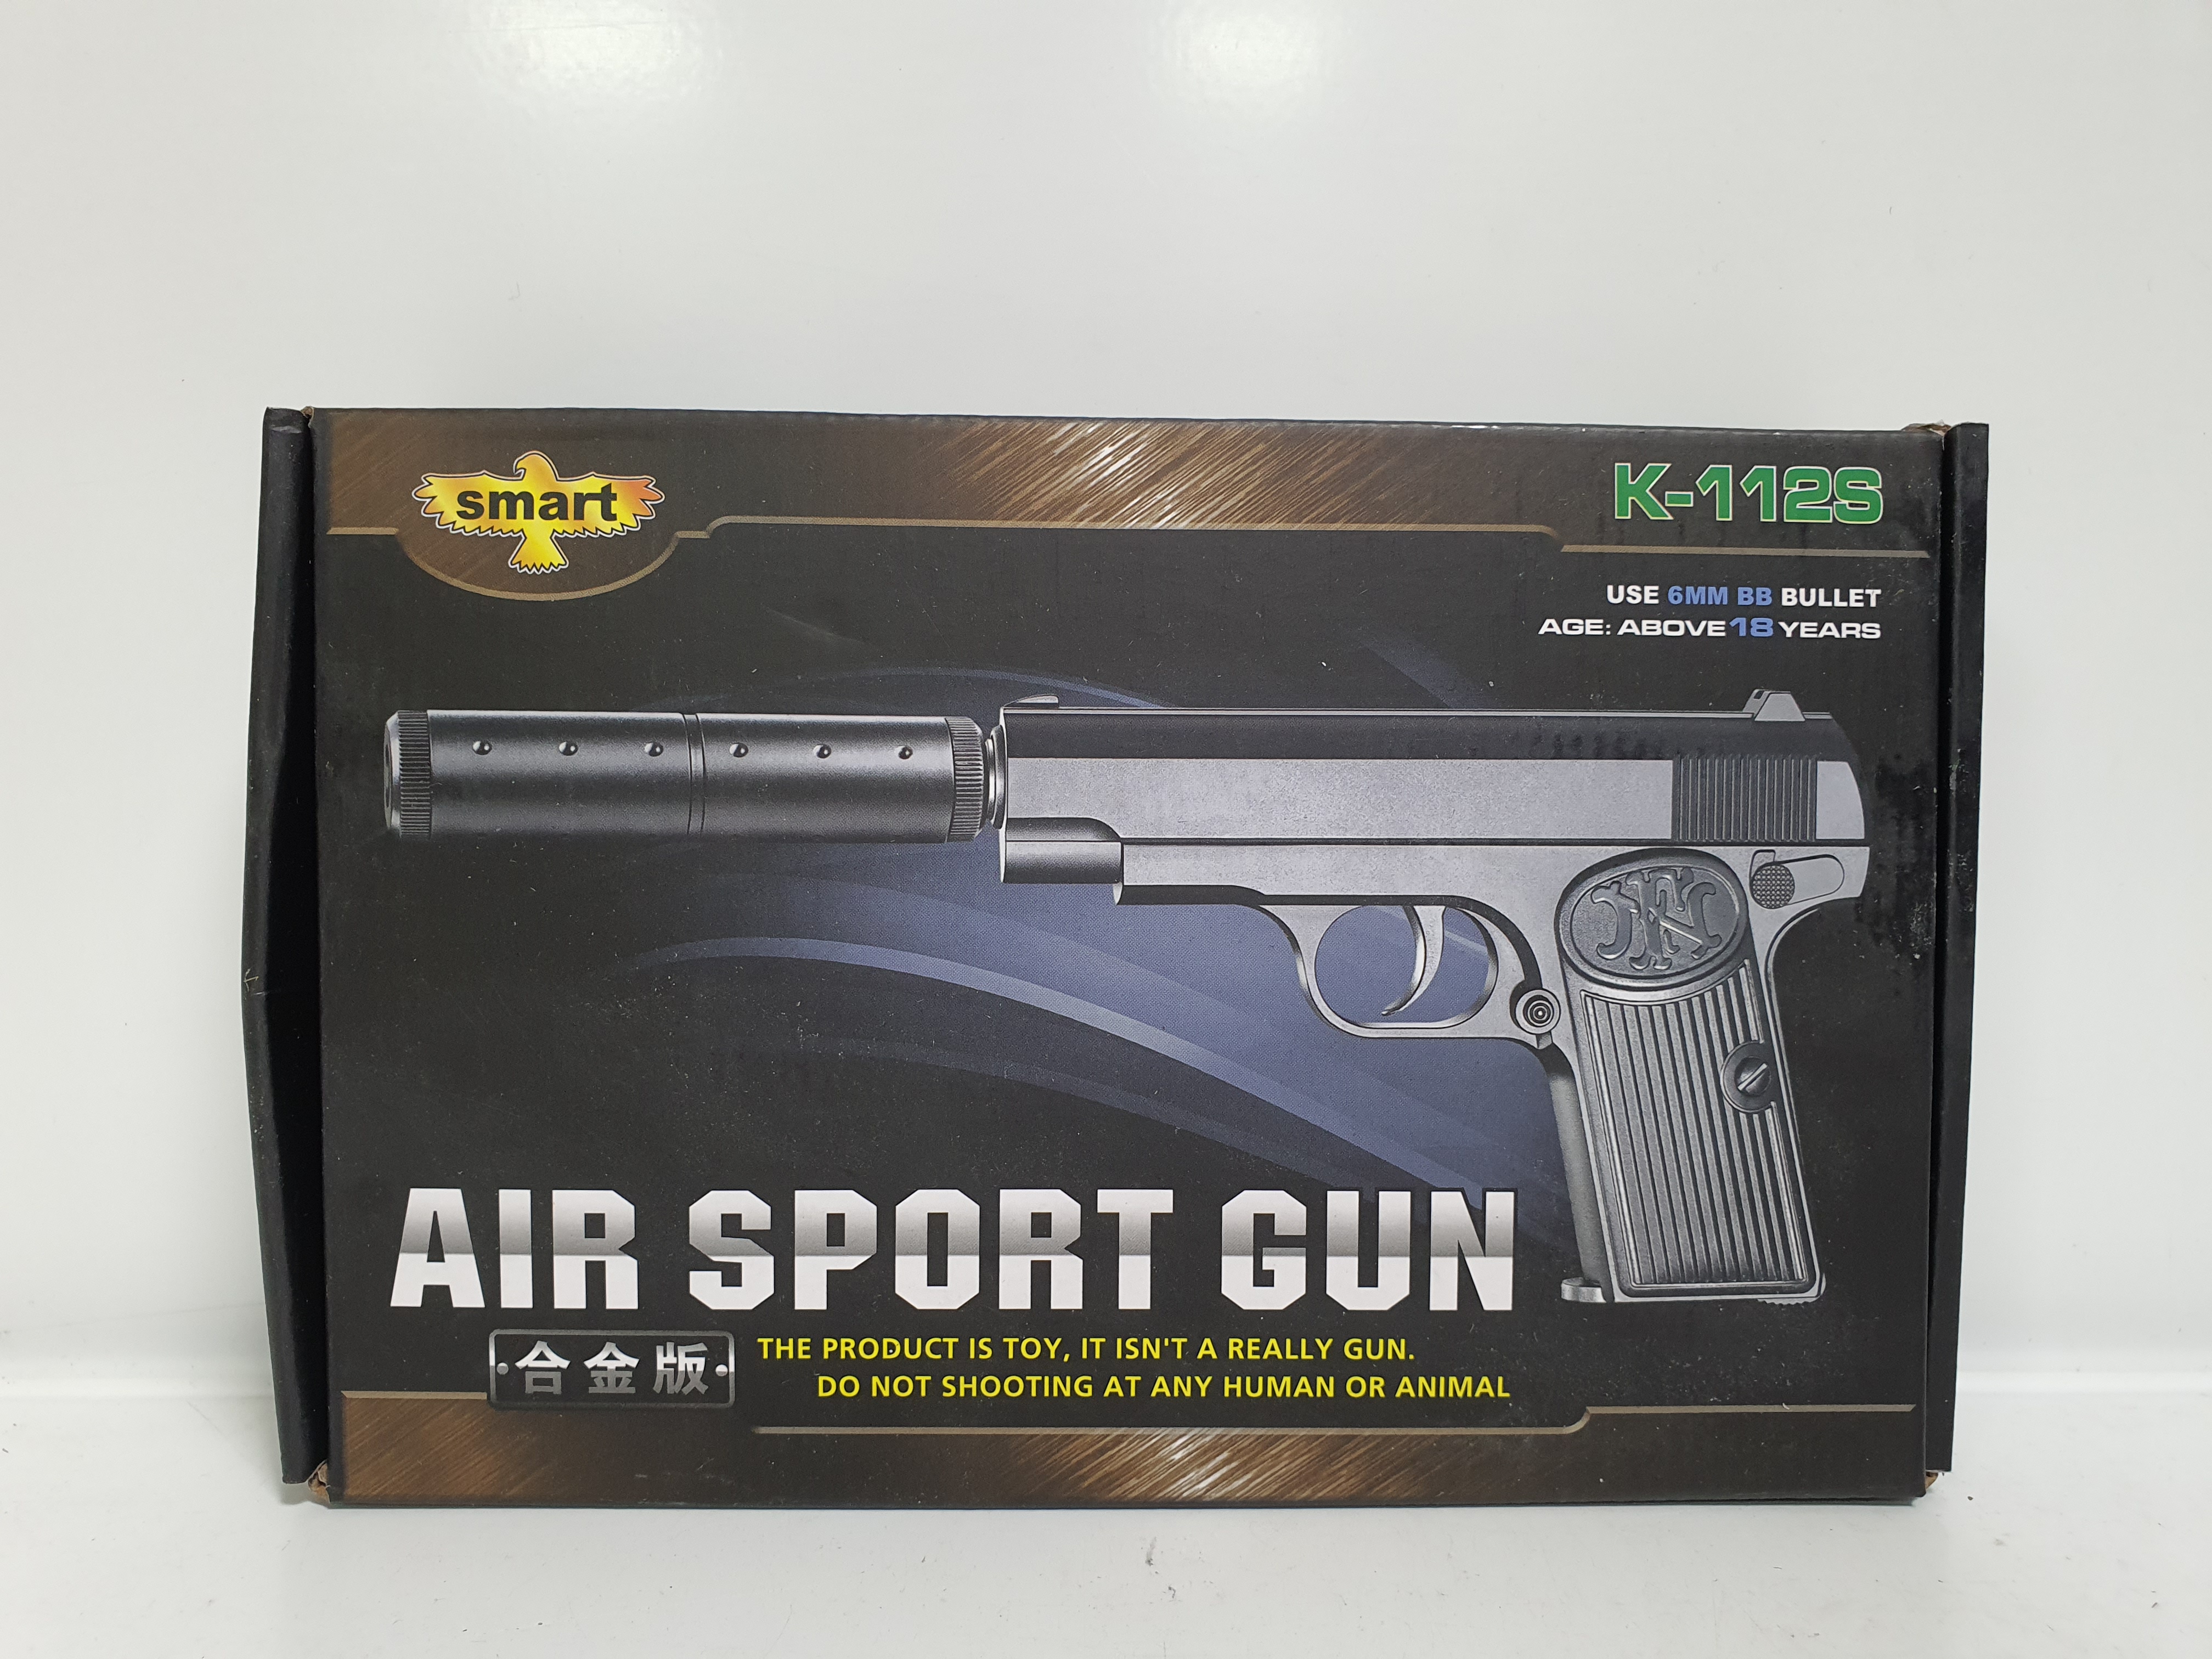 smart
K-112S
USE 6MM BB BULLET
AGE: ABOVE 18 YEARS
FN
AIR SPORT GUN
合金版
THE PRODUCT IS TOY, IT ISN'T A REALLY GUN.
DO NOT SHOOTING AT ANY HUMAN OR ANIMAL